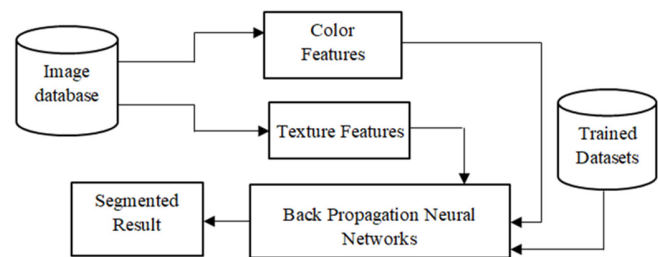 Image
database
Color
Features
Texture Features
Trained
Datasets
Segmented
Result
Back Propagation Neural
Networks